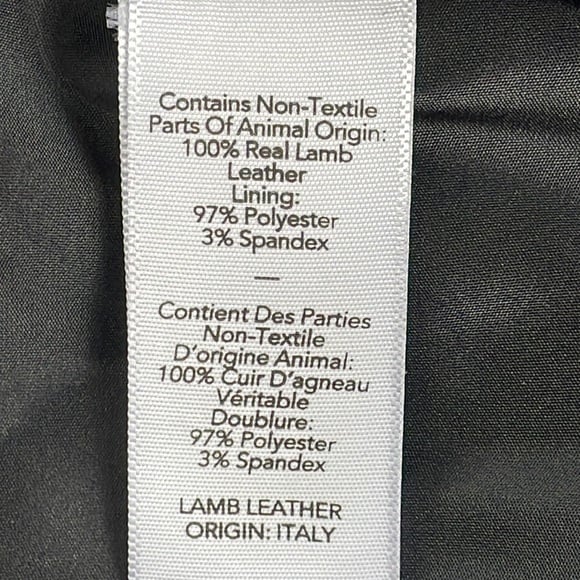 Contains Non-Textile
Parts Of Animal Origin:
100% Real Lamb
Leather
Lining:
97% Polyester
3% Spandex
—
Contient Des Parties
Non-Textile
D'origine Animal:
100% Cuir D'agneau
Véritable
Doublure:
97% Polyester
3% Spandex
LAMB LEATHER
ORIGIN: ITALY